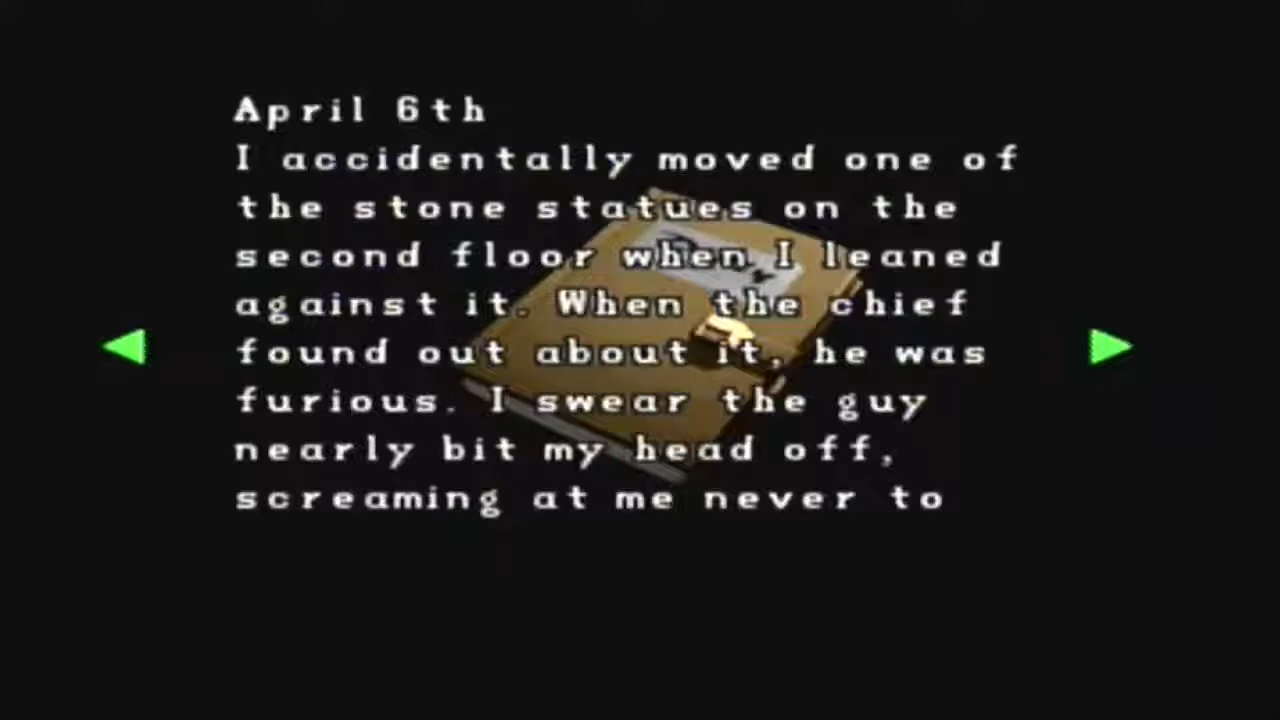 April 6th
I accidentally moved one of
the stone statues on the
second floor when I leaned
against it. When the chief
found out about it, he was
furious. I swear the guy
nearly bit my head off,
screaming at me never to